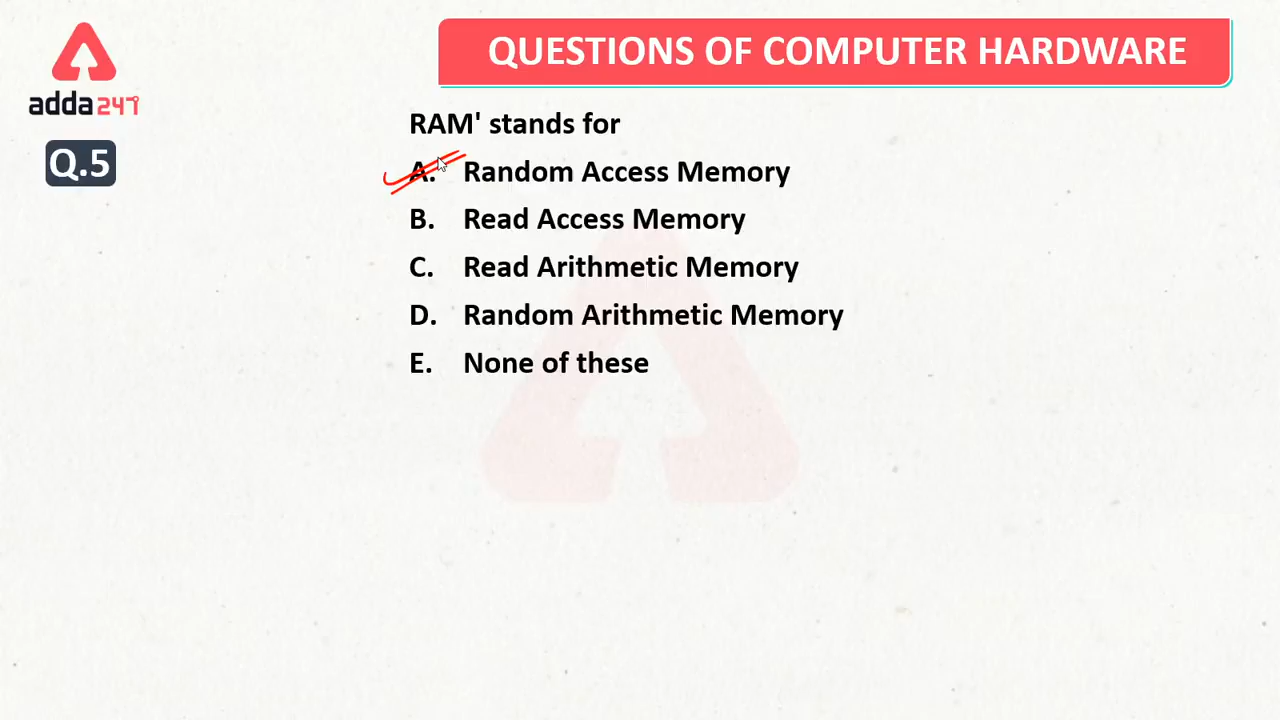 QUESTIONS OF COMPUTER HARDWARE
adda247
Q.5
RAM' stands for
A. Random Access Memory
B. Read Access Memory
C. Read Arithmetic Memory
D. Random Arithmetic Memory
E. None of these